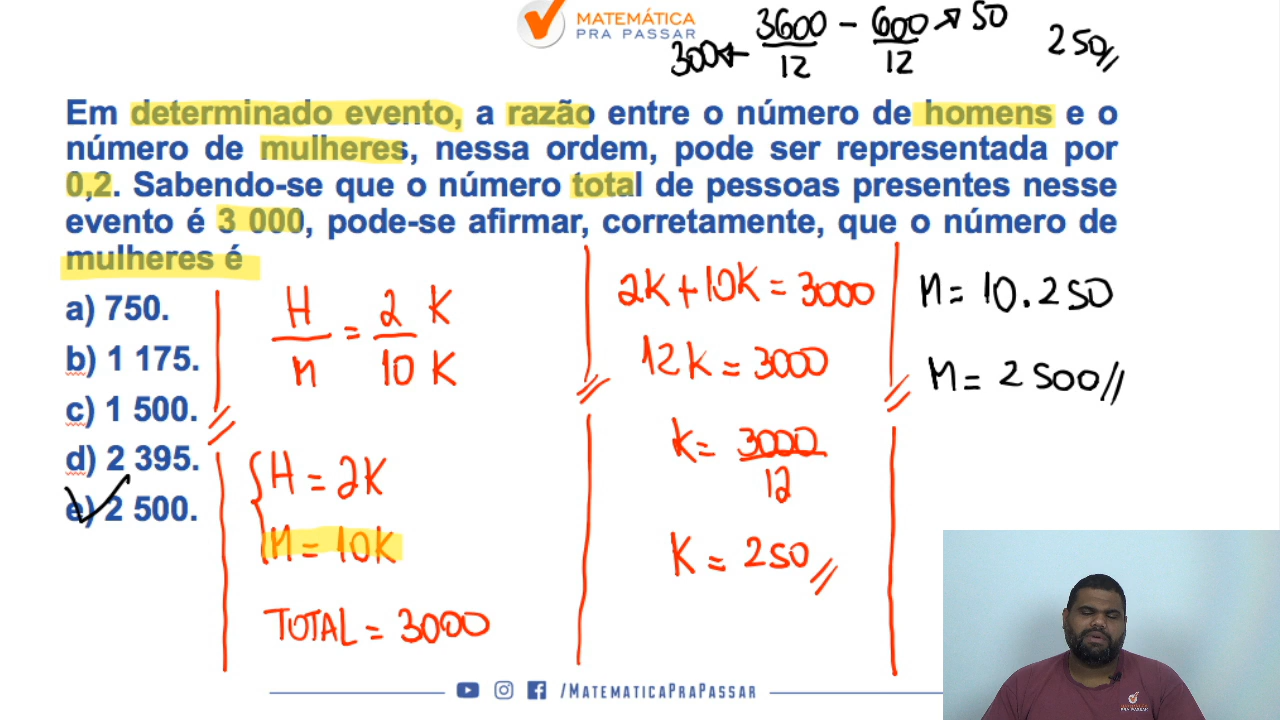 MATEMÁTICA
PRA PASSAR
300 ← 3600/12 - 600/12 → 50
250//
Em determinado evento, a razão entre o número de homens e o
número de mulheres, nessa ordem, pode ser representada por
0,2. Sabendo-se que o número total de pessoas presentes nesse
evento é 3 000, pode-se afirmar, corretamente, que o número de
mulheres é
a) 750.
b) 1 175.
c) 1 500.
d) 2 395.
e) 2 500.
H/M = 2K/10K
H = 2K
M = 10K
TOTAL = 3000
2K + 10K = 3000
12K = 3000
K = 3000/12
K = 250//
M = 10.250
M = 2500//
/MATEMATICAPRAPASSAR
MATEMÁTICA
PRA PASSAR